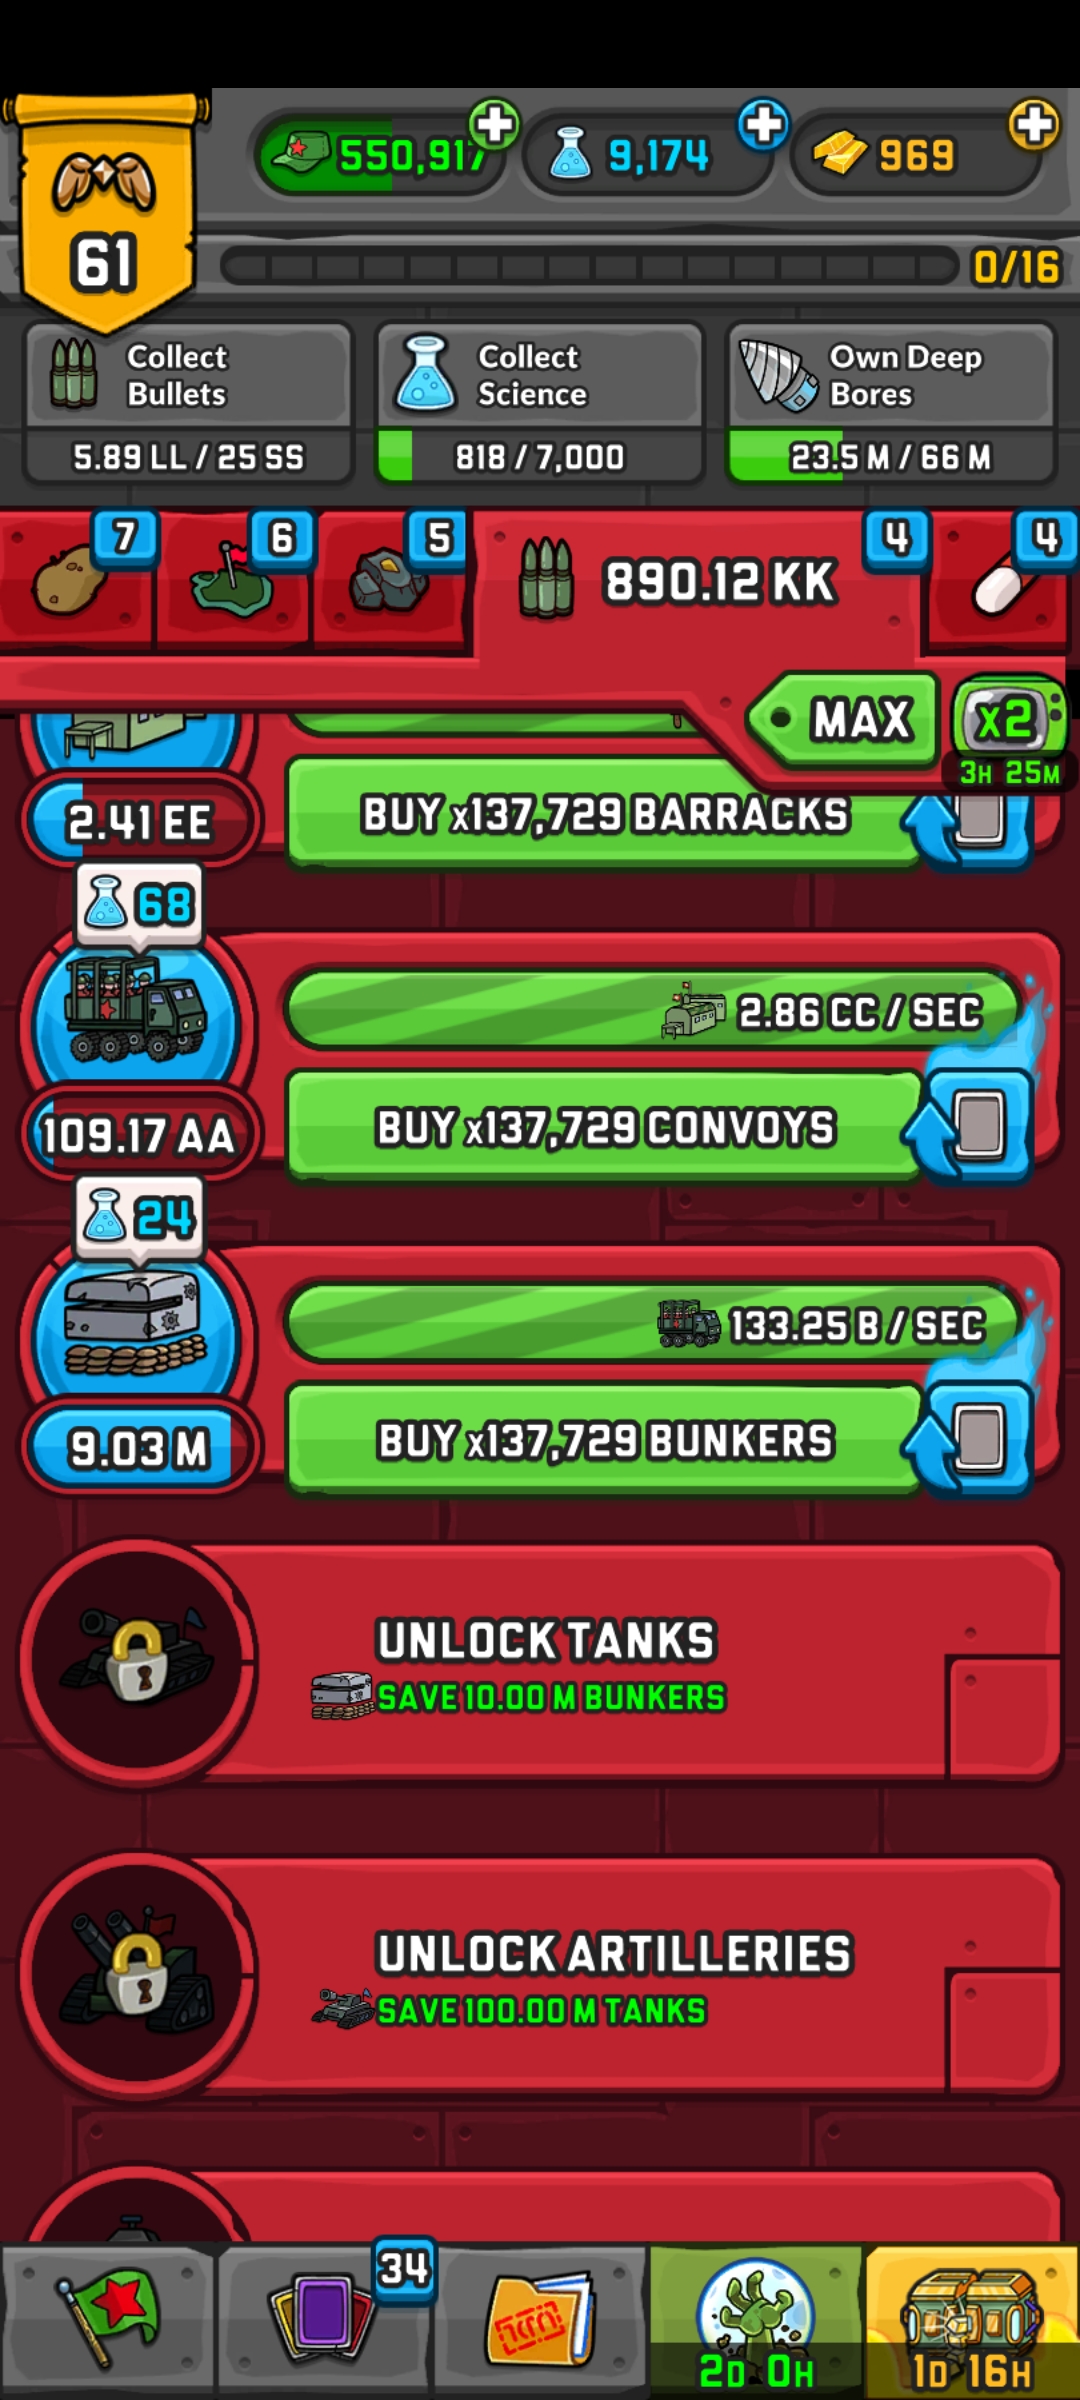 550,917
9,174
969
61
0/16
Collect
Bullets
5.89 LL / 25 SS
Collect
Science
818 / 7,000
Own Deep
Bores
23.5 M / 66 M
7
6
5
890.12 KK
4
4
MAX
x2
3H 25M
2.41 EE
BUY x137,729 BARRACKS
68
2.86 CC / SEC
109.17 AA
BUY x137,729 CONVOYS
24
133.25 B / SEC
9.03 M
BUY x137,729 BUNKERS
UNLOCK TANKS
SAVE 10.00 M BUNKERS
UNLOCK ARTILLERIES
SAVE 100.00 M TANKS
34
2D 0H
1D 16H